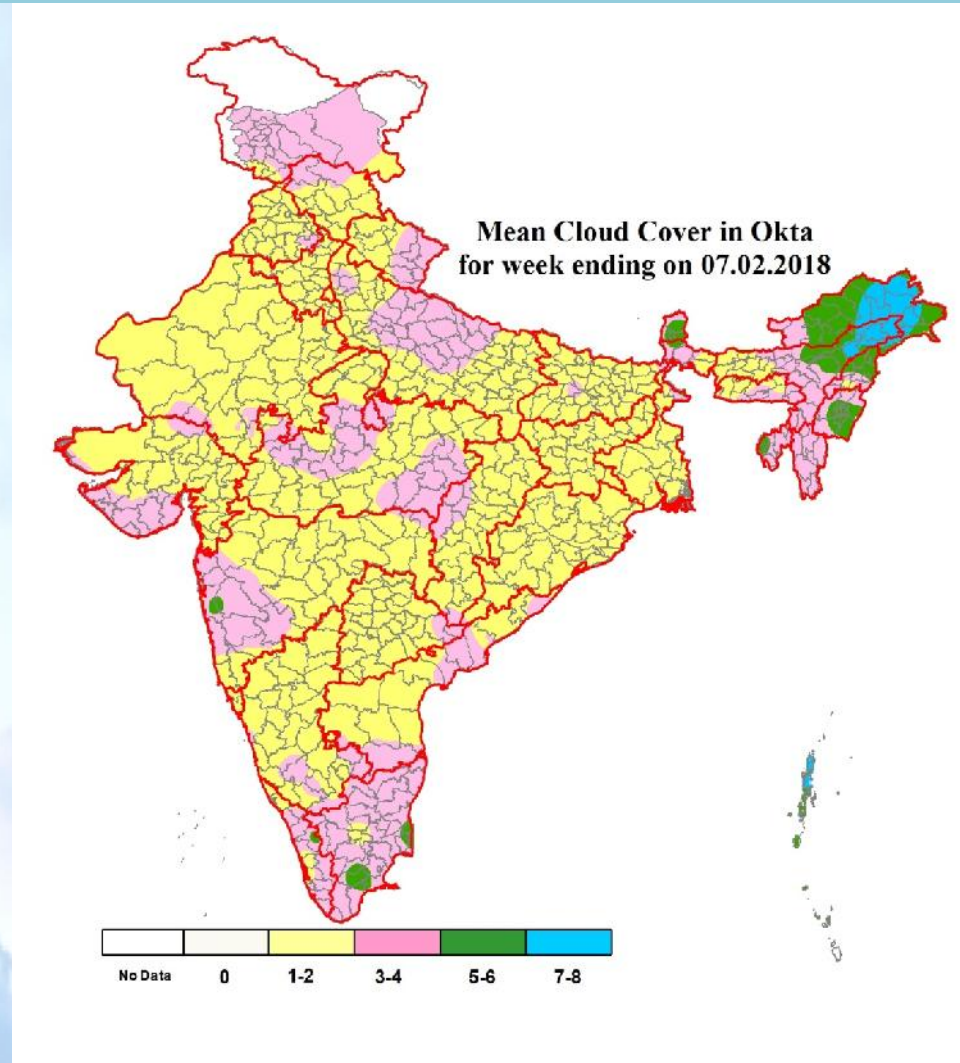 Mean Cloud Cover in Okta
for week ending on 07.02.2018
No Data 0 1-2 3-4 5-6 7-8